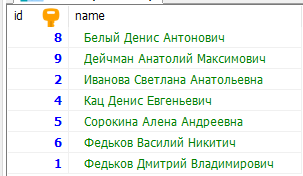 id name
8 Белый Денис Антонович
9 Дейчман Анатолий Максимович
2 Иванова Светлана Анатольевна
4 Кац Денис Евгеньевич
5 Сорокина Алена Андреевна
6 Федьков Василий Никитич
1 Федьков Дмитрий Владимирович